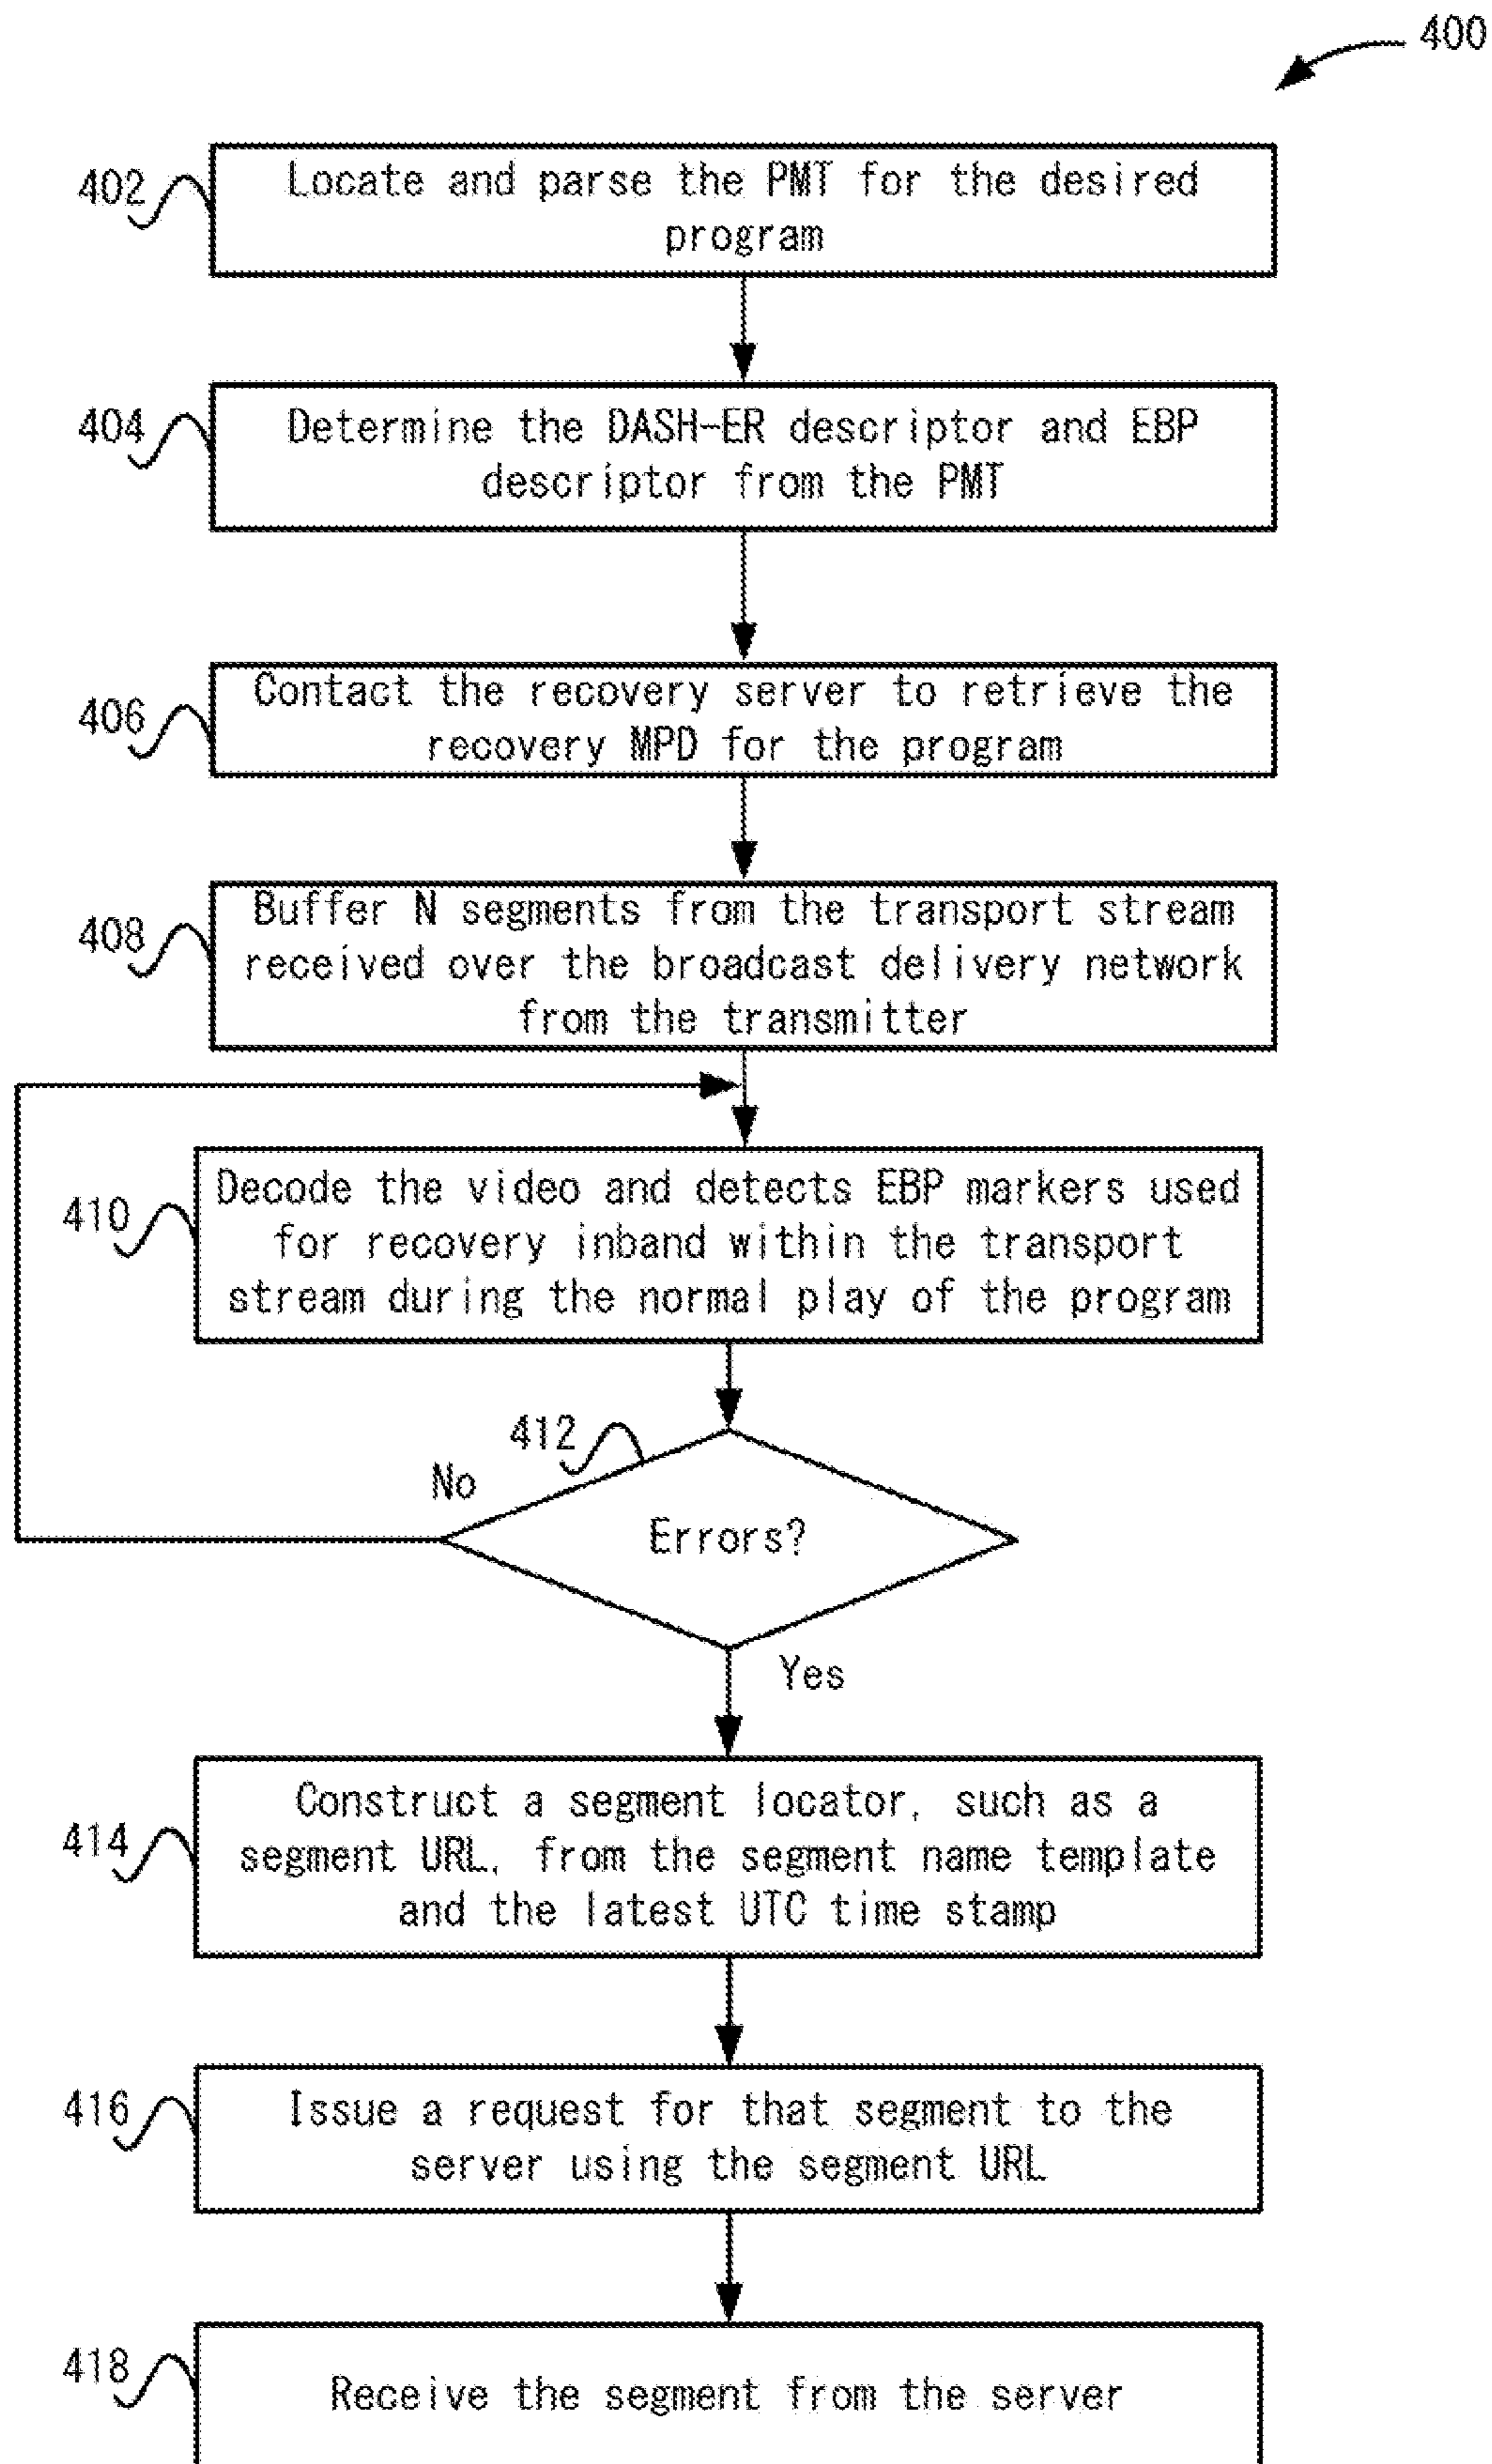 400
402
Locate and parse the PMT for the desired
program
404
Determine the DASH-ER descriptor and EBP
descriptor from the PMT
406
Contact the recovery server to retrieve the
recovery MPD for the program
408
Buffer N segments from the transport stream
received over the broadcast delivery network
from the transmitter
410
Decode the video and detects EBP markers used
for recovery inband within the transport
stream during the normal play of the program
412
No
Errors?
Yes
414
Construct a segment locator, such as a
segment URL, from the segment name template
and the latest UTC time stamp
416
Issue a request for that segment to the
server using the segment URL
418
Receive the segment from the server